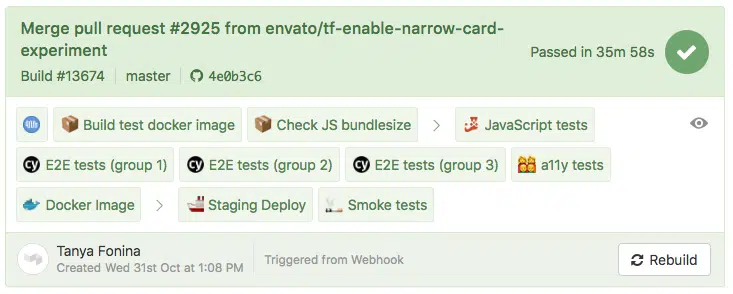 Merge pull request #2925 from envato/tf-enable-narrow-card-
experiment
Passed in 35m 58s
Build #13674 master 4e0b3c6
Build test docker image Check JS bundlesize JavaScript tests
cy E2E tests (group 1) cy E2E tests (group 2) cy E2E tests (group 3) a11y tests
Docker Image Staging Deploy Smoke tests
Tanya Fonina
Created Wed 31st Oct at 1:08 PM
Triggered from Webhook
Rebuild